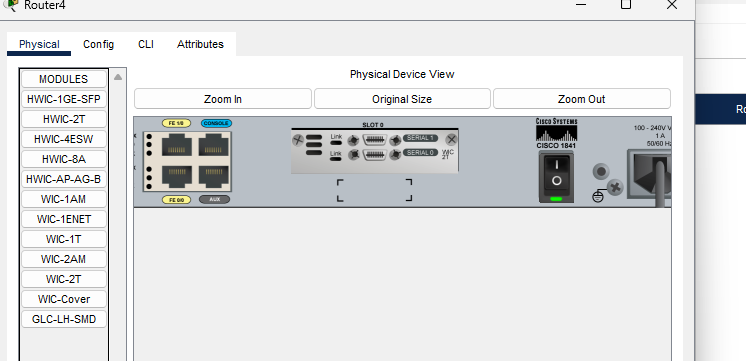 Router4
Physical Config CLI Attributes
MODULES
HWIC-1GE-SFP
HWIC-2T
HWIC-4ESW
HWIC-8A
HWIC-AP-AG-B
WIC-1AM
WIC-1ENET
WIC-1T
WIC-2AM
WIC-2T
WIC-Cover
GLC-LH-SMD
Physical Device View
Zoom In Original Size Zoom Out
FE 1/0 CONSOLE
FE 0/0 AUX
SLOT 0
Link SERIAL 1
Link SERIAL 0 WIC
2T
CISCO SYSTEMS
CISCO 1841
100 - 240V
1 A
50/60 Hz